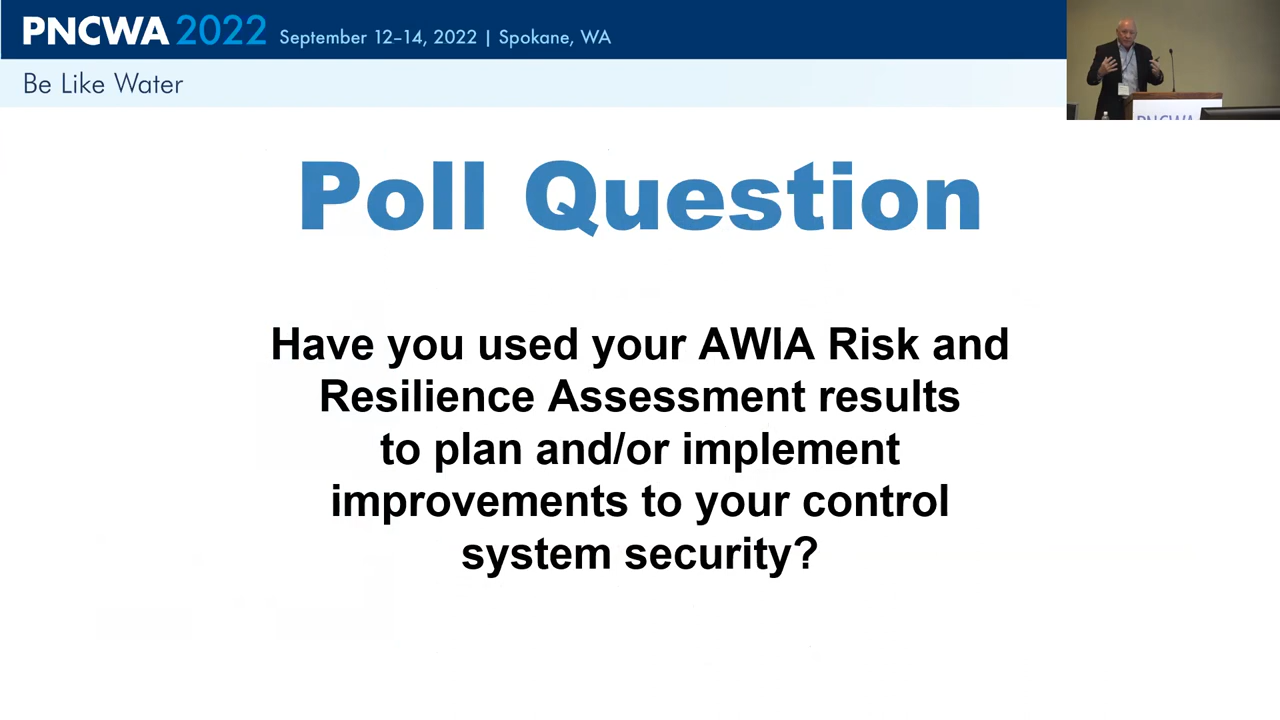 PNCWA 2022 September 12–14, 2022 | Spokane, WA
Be Like Water
PNCWA
Poll Question
Have you used your AWIA Risk and
Resilience Assessment results
to plan and/or implement
improvements to your control
system security?